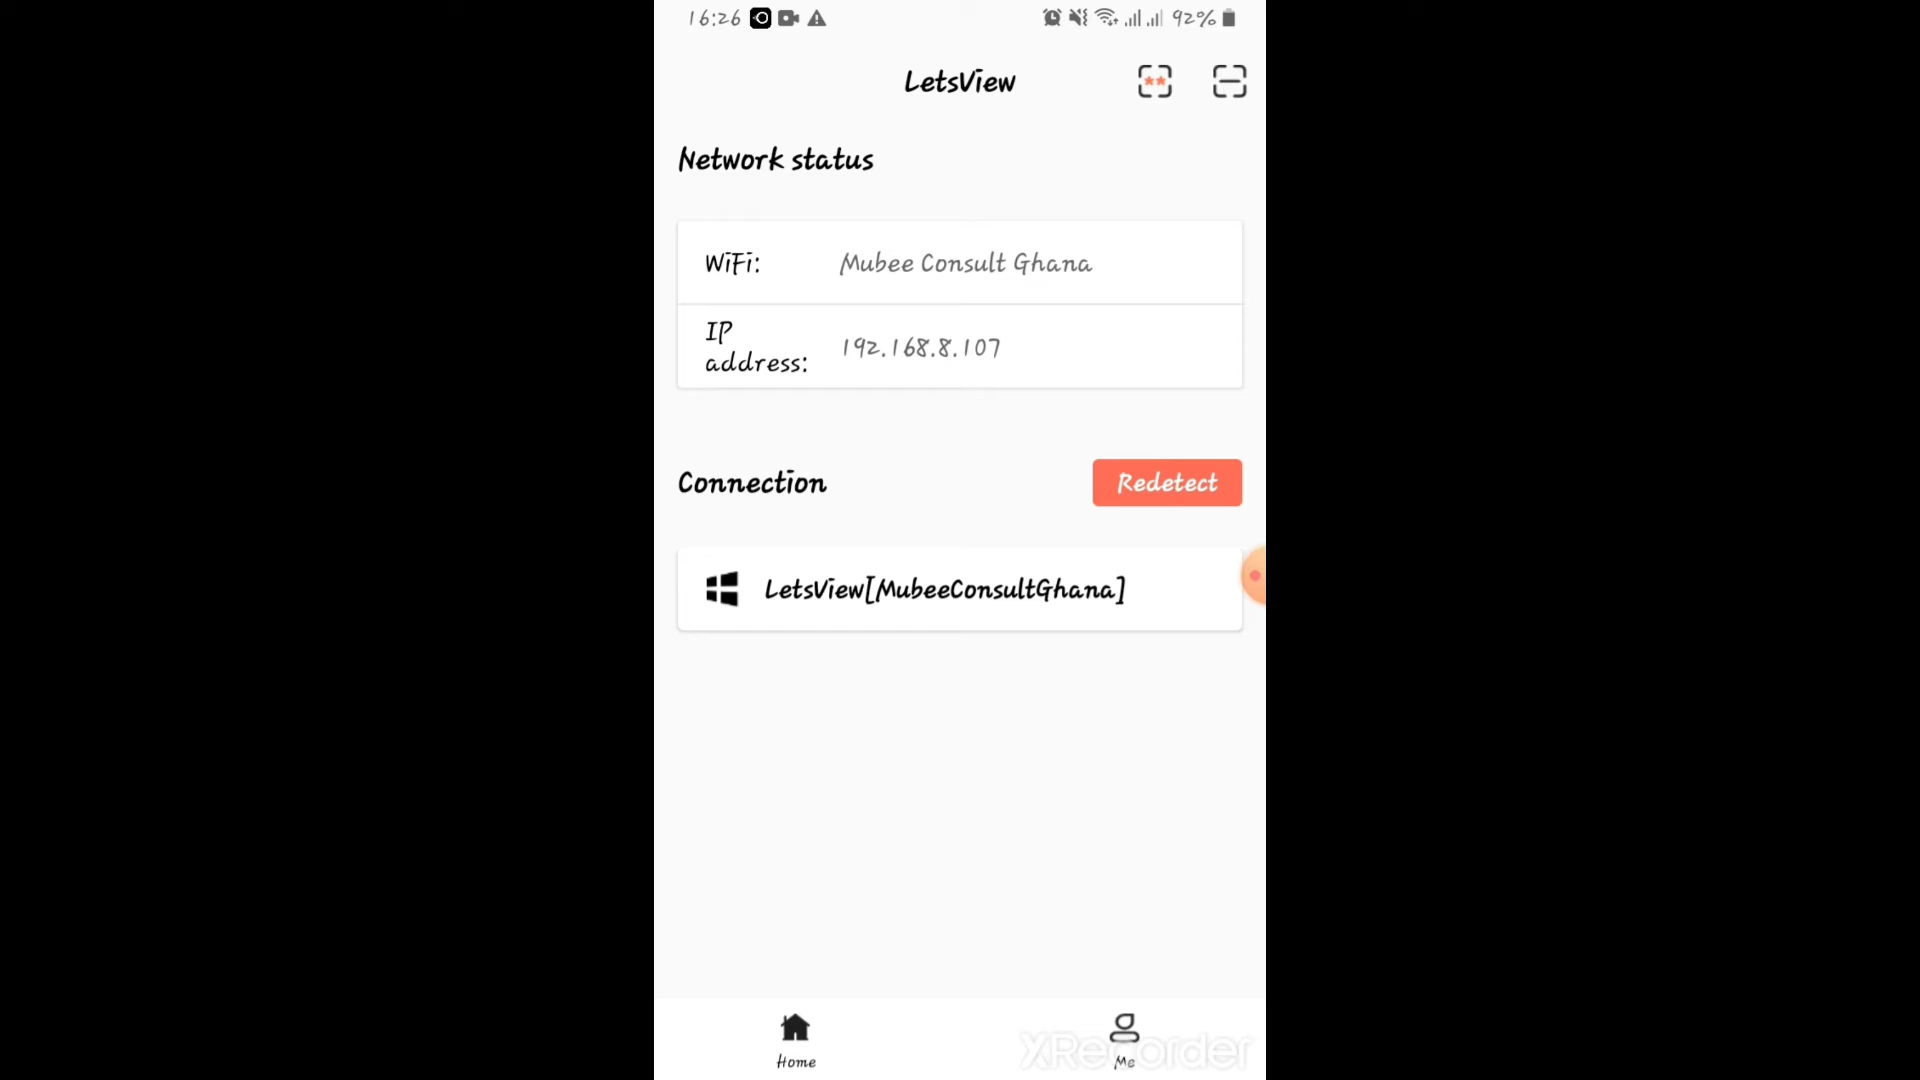 16:26 92%
LetsView
Network status
WiFi: Mubee Consult Ghana
IP address: 192.168.8.107
Connection Redetect
LetsView[MubeeConsultGhana]
Home Me
XRecorder